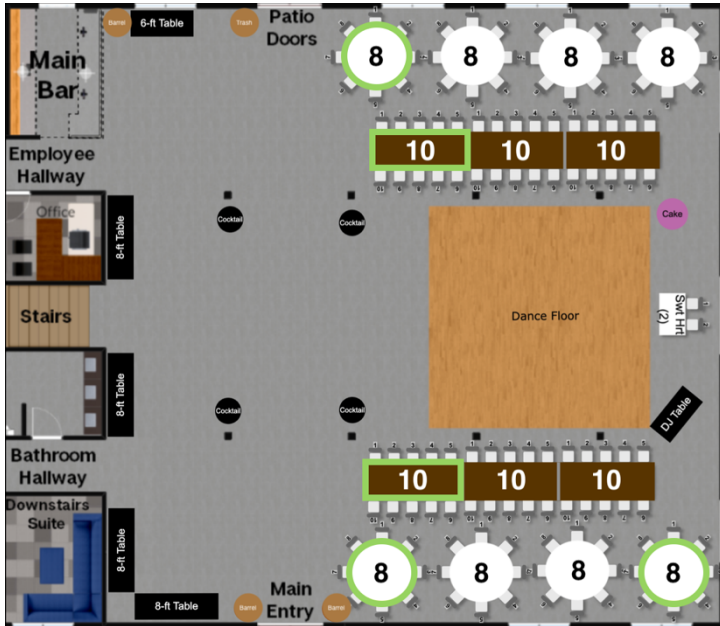 Barrel
6-ft Table
Trash
Patio
Doors
8
8
8
8
Main
Bar
10
10
10
Employee
Hallway
Office
8-ft Table
Cocktail
Cocktail
Cake
Stairs
Dance Floor
Swt Hrt
(2)
8-ft Table
Cocktail
Cocktail
DJ Table
Bathroom
Hallway
10
10
10
Downstairs
Suite
8-ft Table
8
8
8
8
8-ft Table
Barrel
Main
Entry
Barrel